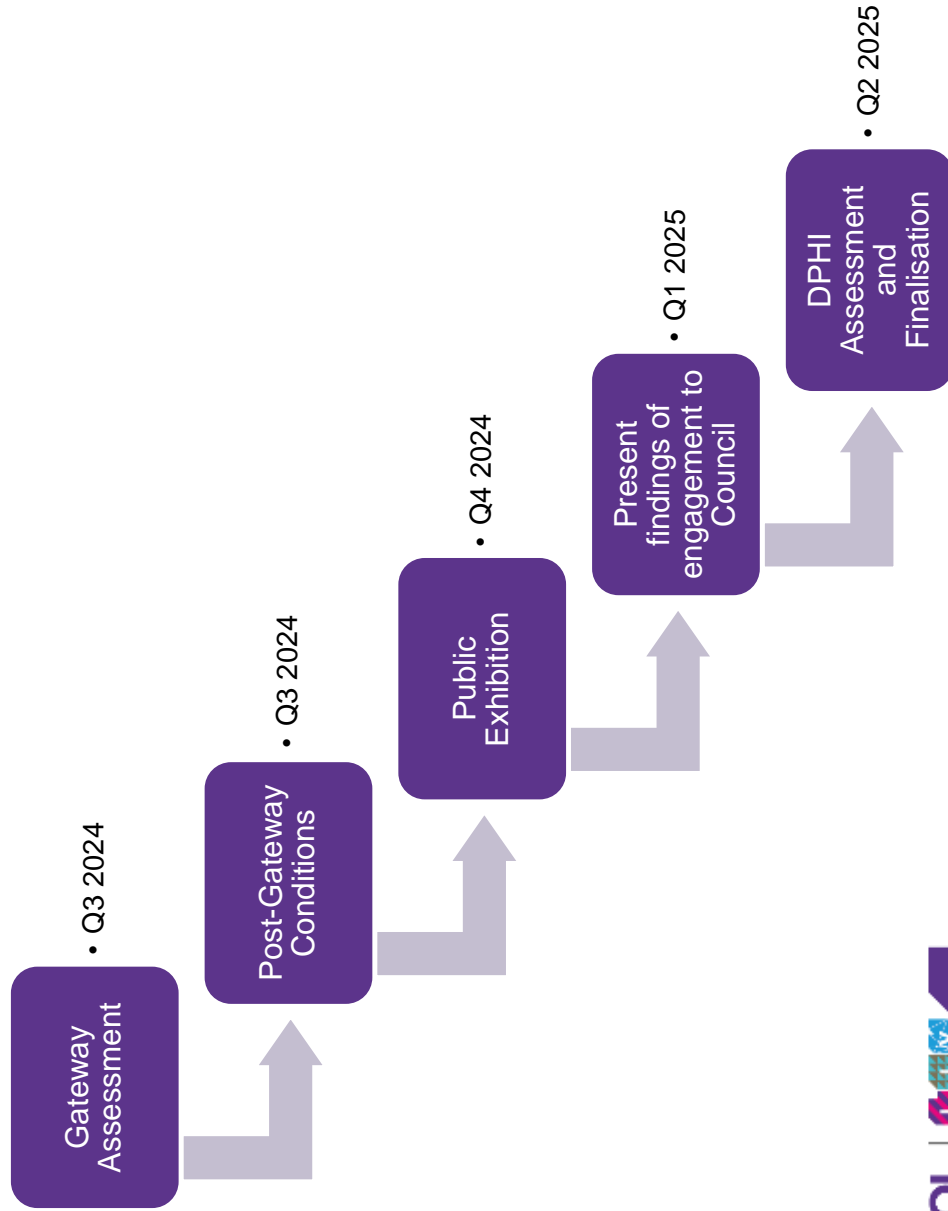 Gateway
Assessment
• Q3 2024
Post-Gateway
Conditions
• Q3 2024
Public
Exhibition
• Q4 2024
Present
findings of
engagement to
Council
• Q1 2025
DPHI
Assessment
and
Finalisation
• Q2 2025